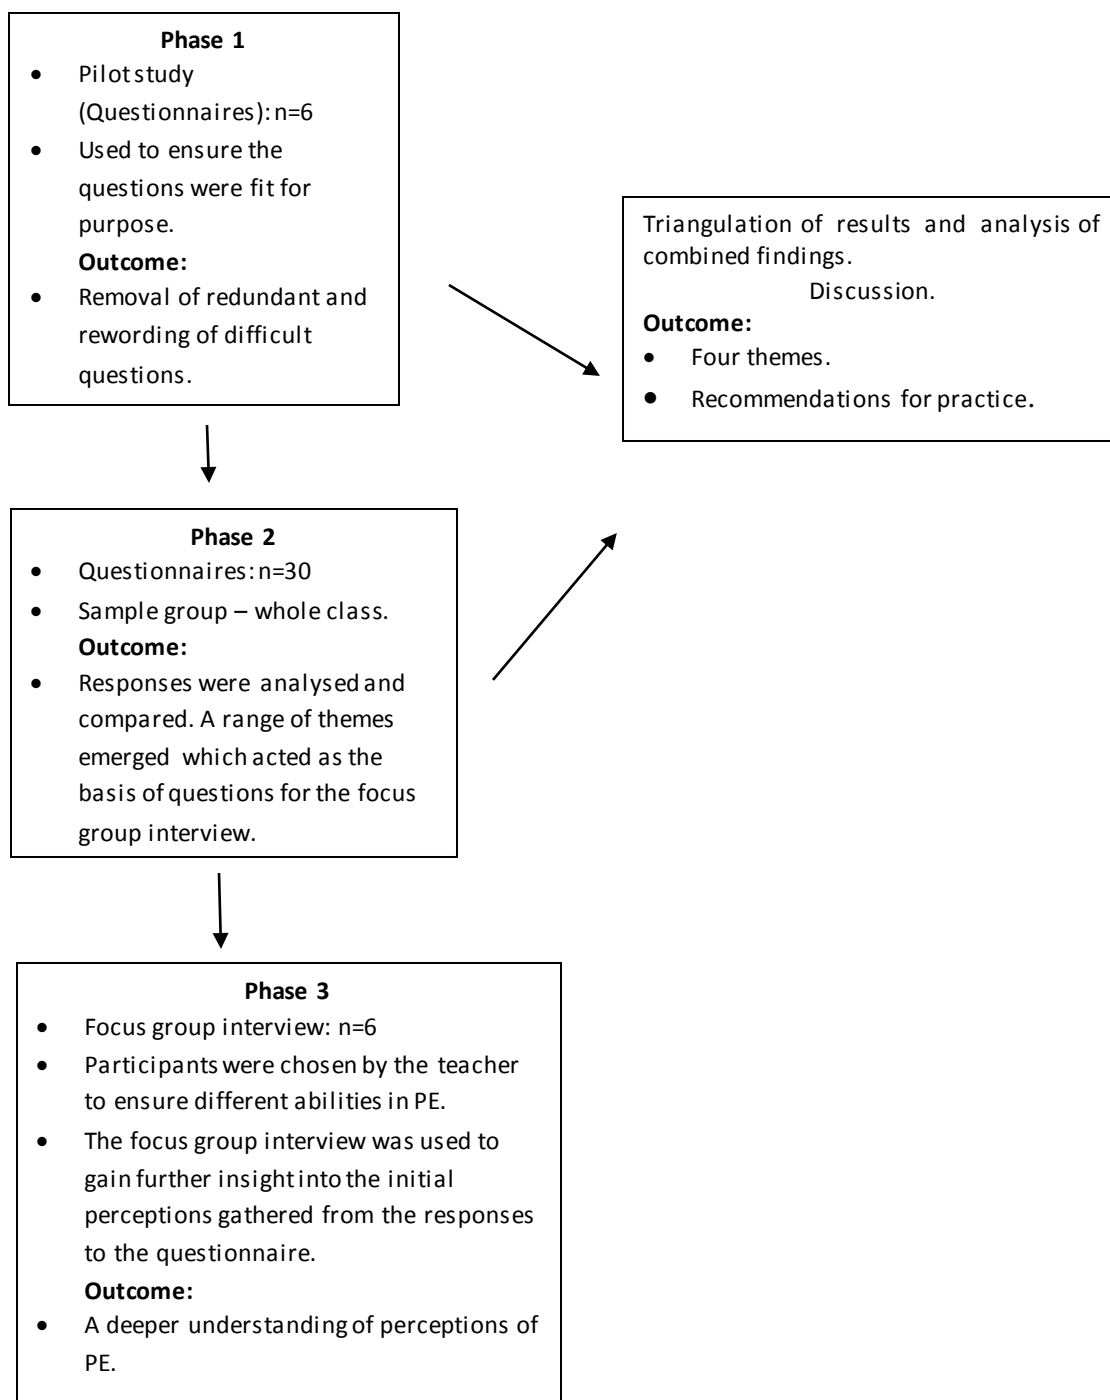 Phase 1
• Pilot study
(Questionnaires): n=6
• Used to ensure the
questions were fit for
purpose.
Outcome:
• Removal of redundant and
rewording of difficult
questions.
Triangulation of results and analysis of
combined findings.
Discussion.
Outcome:
• Four themes.
• Recommendations for practice.
Phase 2
• Questionnaires: n=30
• Sample group – whole class.
Outcome:
• Responses were analysed and
compared. A range of themes
emerged which acted as the
basis of questions for the focus
group interview.
Phase 3
• Focus group interview: n=6
• Participants were chosen by the teacher
to ensure different abilities in PE.
• The focus group interview was used to
gain further insight into the initial
perceptions gathered from the responses
to the questionnaire.
Outcome:
• A deeper understanding of perceptions of
PE.